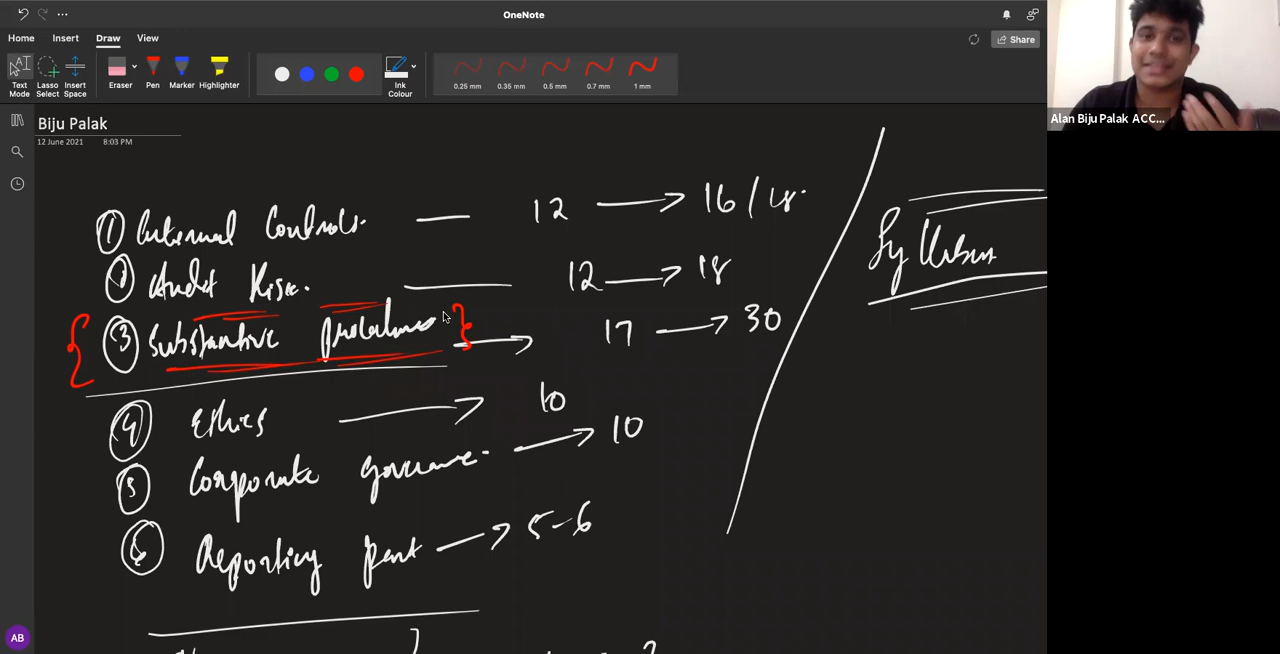 OneNote
Home Insert Draw View
Share
Text Mode
Lasso Select
Insert Space
Eraser
Pen
Marker
Highlighter
Ink Colour
0.25 mm
0.35 mm
0.5 mm
0.7 mm
1 mm
Alan Biju Palak ACC...
Biju Palak
12 June 2021 8:03 PM
① Internal Controls. — 12 → 16/18.
② Audit Risk. — 12 → 18
{③ Substantive procedures} → 17 → 30
④ Ethics → 10
⑤ Corporate governance. → 10
⑥ Reporting part → 5-6
Syllabus
AB